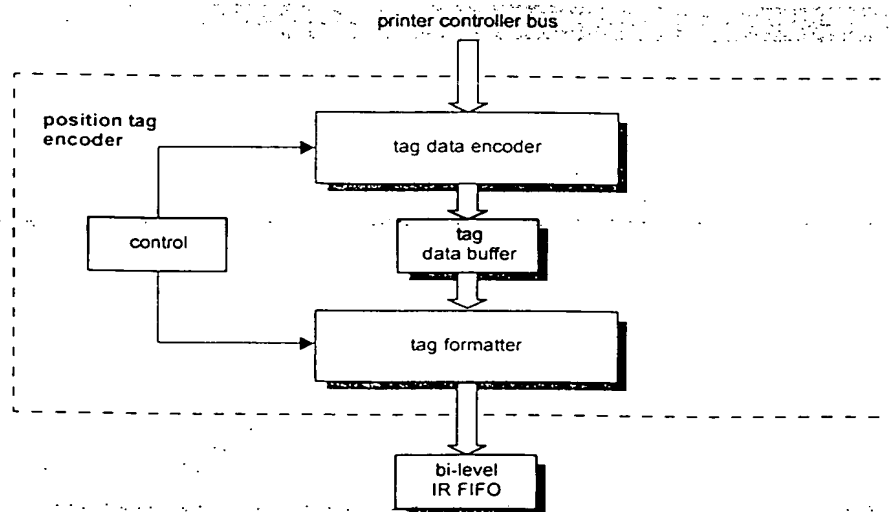 printer controller bus
position tag
encoder
tag data encoder
control
tag
data buffer
tag formatter
bi-level
IR FIFO